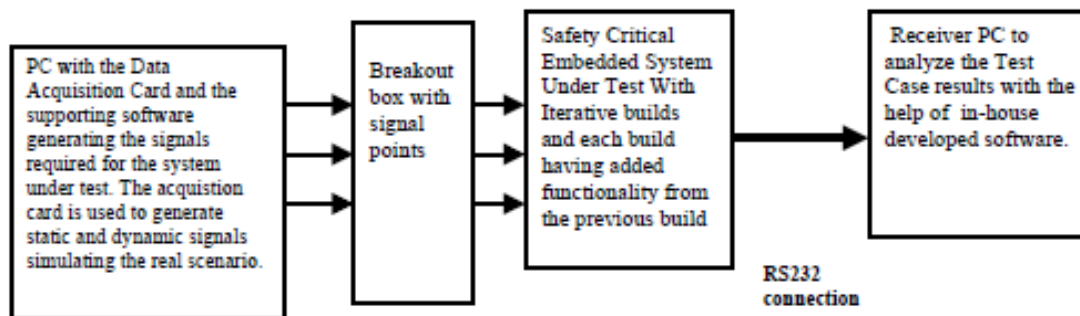 PC with the Data
Acquisition Card and the
supporting software
generating the signals
required for the system
under test. The acquistion
card is used to generate
static and dynamic signals
simulating the real scenario.
Breakout
box with
signal
points
Safety Critical
Embedded System
Under Test With
Iterative builds
and each build
having added
functionality from
the previous build
Receiver PC to
analyze the Test
Case results with the
help of in-house
developed software.
RS232
connection